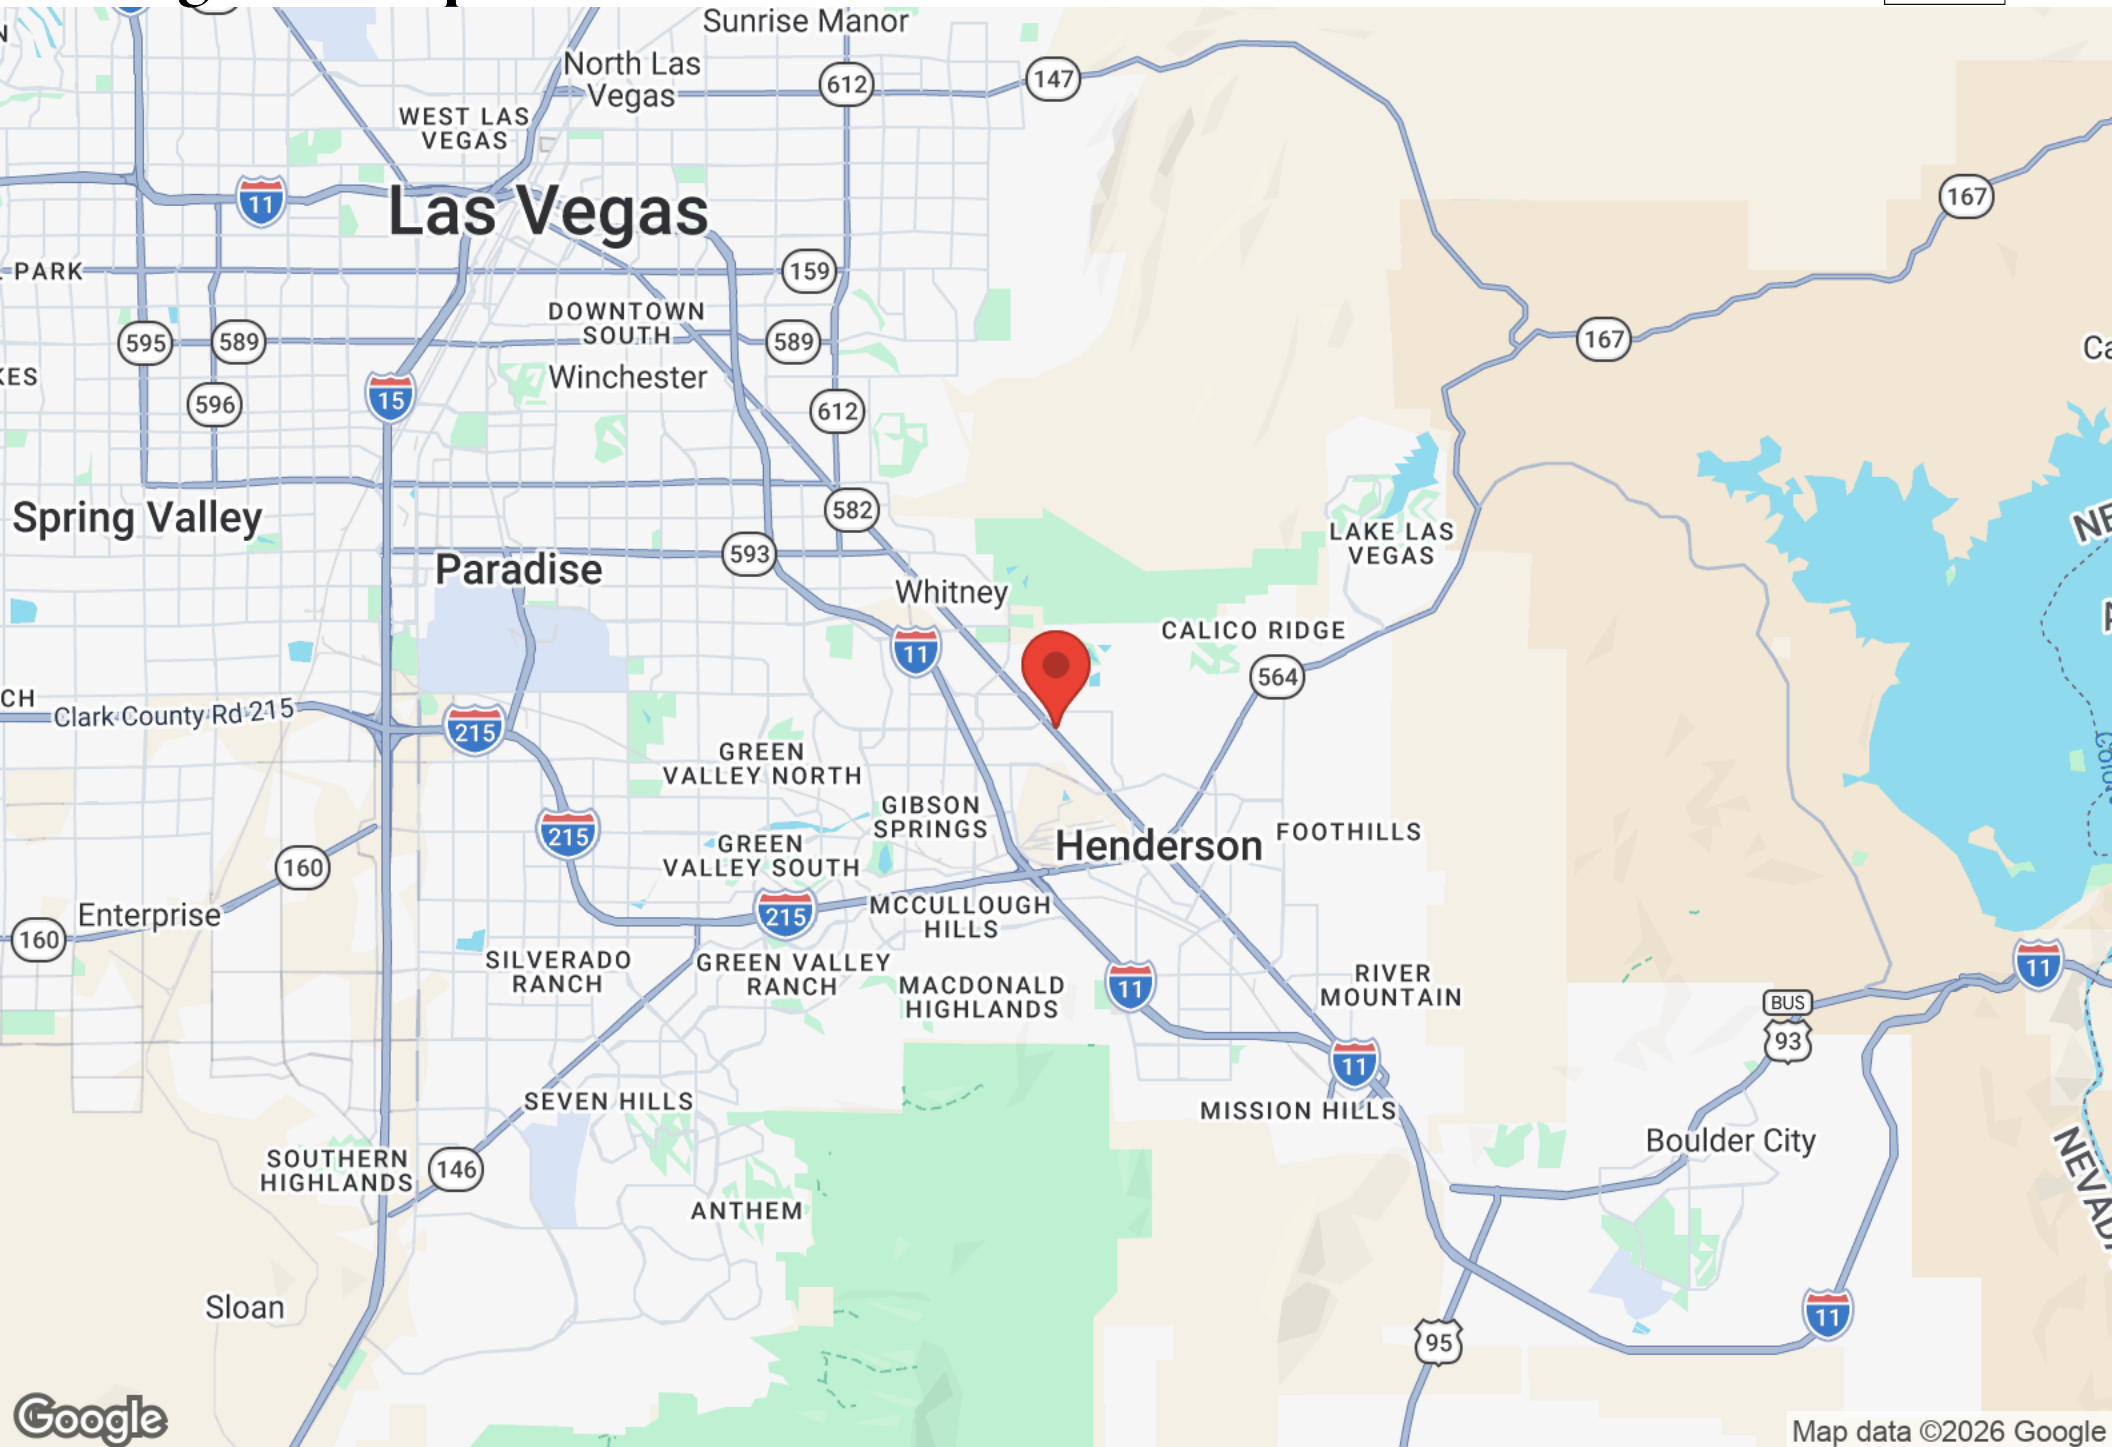 Sunrise Manor
North Las
Vegas
612
147
WEST LAS
VEGAS
11
Las Vegas
167
PARK
159
DOWNTOWN
SOUTH
595
589
589
167
Winchester
15
596
612
Spring Valley
582
LAKE LAS
VEGAS
593
Paradise
Whitney
CALICO RIDGE
11
564
CH
Clark County Rd 215
215
GREEN
VALLEY NORTH
GIBSON
SPRINGS
215
Henderson
FOOTHILLS
GREEN
VALLEY SOUTH
160
215
MCCULLOUGH
HILLS
Enterprise
160
SILVERADO
RANCH
GREEN VALLEY
RANCH
MACDONALD
HIGHLANDS
11
RIVER
MOUNTAIN
11
BUS
93
11
SEVEN HILLS
MISSION HILLS
Boulder City
SOUTHERN
HIGHLANDS
146
ANTHEM
Sloan
11
95
Google
Map data ©2026 Google